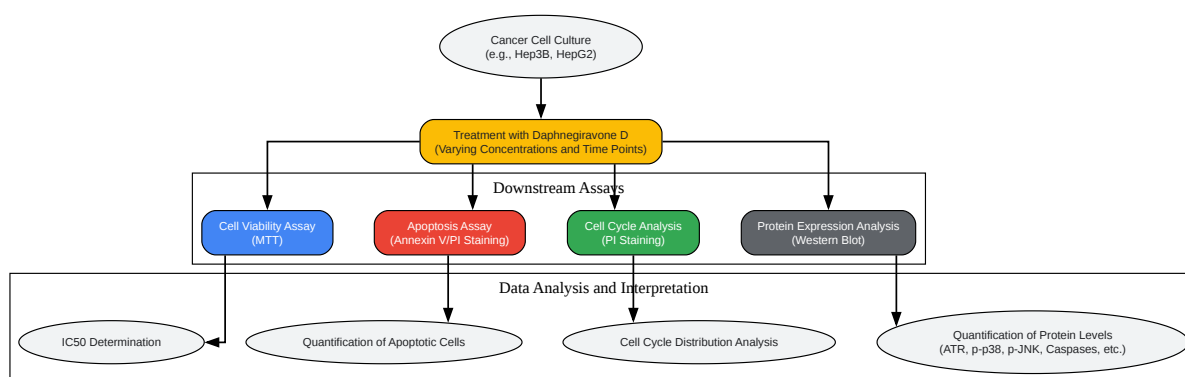 Cancer Cell Culture
(e.g., Hep3B, HepG2)
Treatment with Daphnegiravone D
(Varying Concentrations and Time Points)
Downstream Assays
Cell Viability Assay
(MTT)
Apoptosis Assay
(Annexin V/PI Staining)
Cell Cycle Analysis
(PI Staining)
Protein Expression Analysis
(Western Blot)
Data Analysis and Interpretation
IC50 Determination
Quantification of Apoptotic Cells
Cell Cycle Distribution Analysis
Quantification of Protein Levels
(ATR, p-p38, p-JNK, Caspases, etc.)